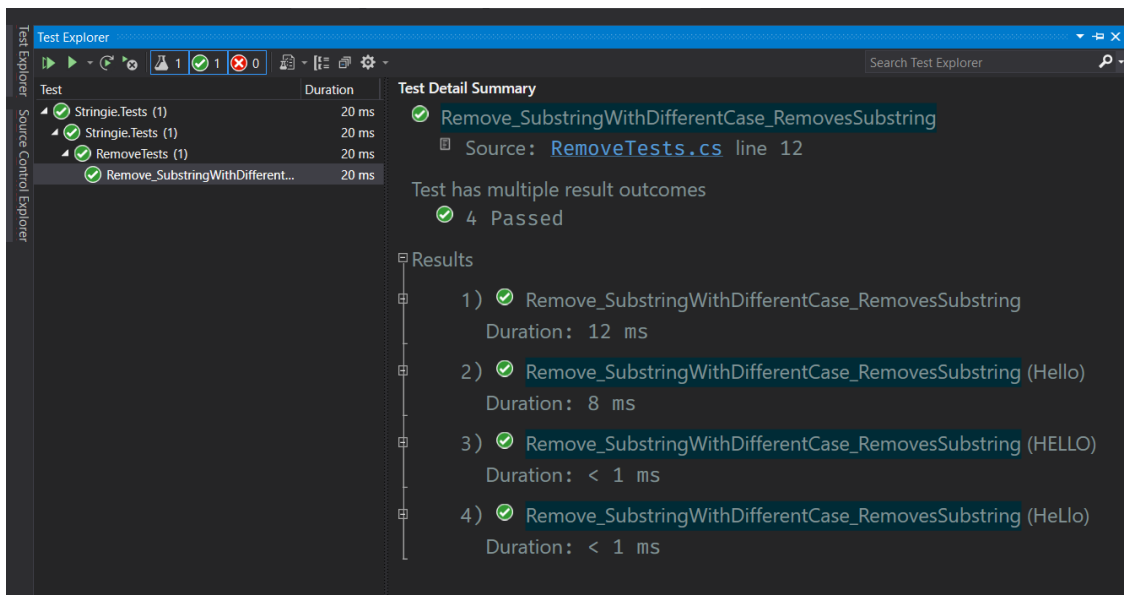 Test Explorer
Source Control Explorer
Test Explorer
1 1 0
Search Test Explorer
Test Duration
Stringie.Tests (1) 20 ms
Stringie.Tests (1) 20 ms
RemoveTests (1) 20 ms
Remove_SubstringWithDifferent... 20 ms
Test Detail Summary
Remove_SubstringWithDifferentCase_RemovesSubstring
Source: RemoveTests.cs line 12
Test has multiple result outcomes
4 Passed
Results
1) Remove_SubstringWithDifferentCase_RemovesSubstring
Duration: 12 ms
2) Remove_SubstringWithDifferentCase_RemovesSubstring (Hello)
Duration: 8 ms
3) Remove_SubstringWithDifferentCase_RemovesSubstring (HELLO)
Duration: < 1 ms
4) Remove_SubstringWithDifferentCase_RemovesSubstring (HeLlo)
Duration: < 1 ms